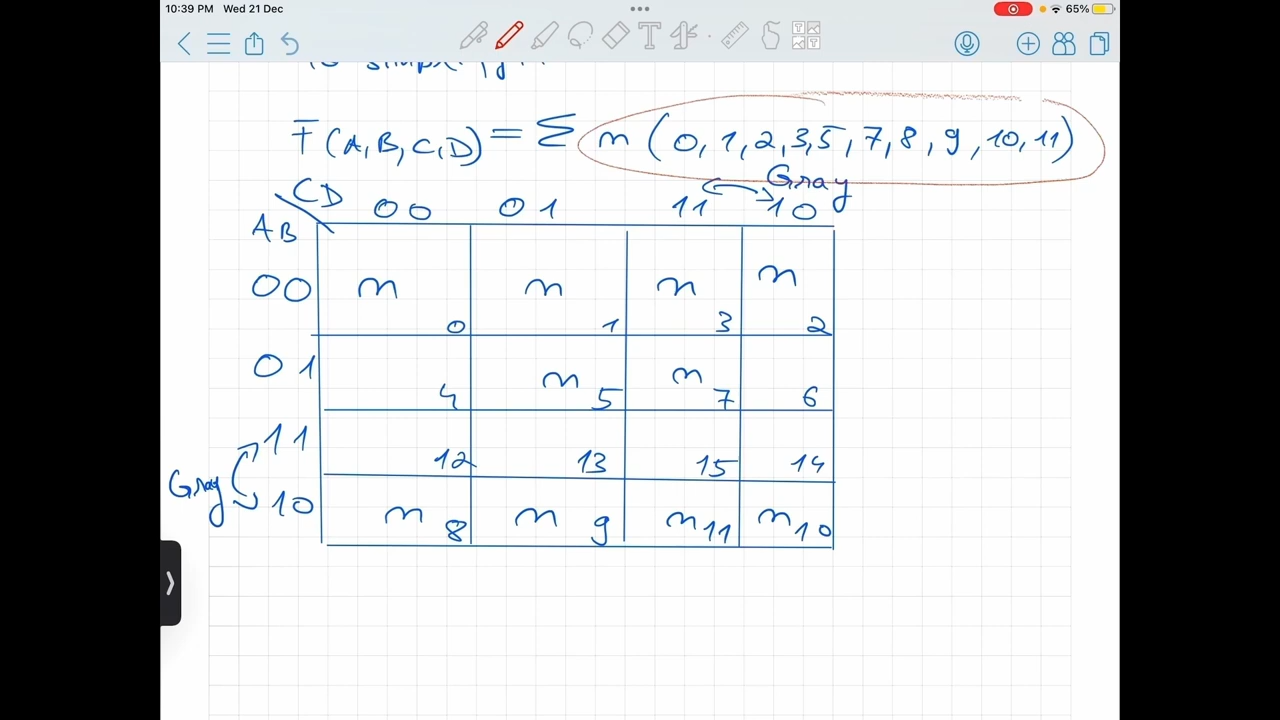 10:39 PM Wed 21 Dec
65%
T
F(A,B,C,D) = Σ m (0, 1, 2, 3, 5, 7, 8, 9, 10, 11)
Gray
CD 00 01 11 10
AB
00 m 0 m 1 m 3 m 2
01 4 m 5 m 7 6
11 12 13 15 14
Gray
10 m 8 m 9 m 11 m 10